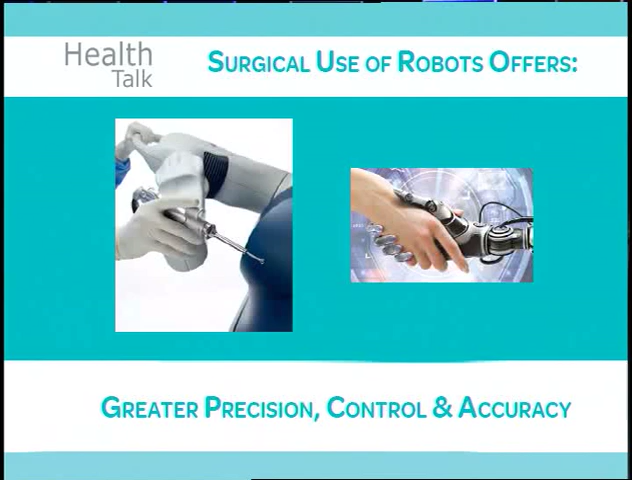 Health
Talk
SURGICAL USE OF ROBOTS OFFERS:
GREATER PRECISION, CONTROL & ACCURACY